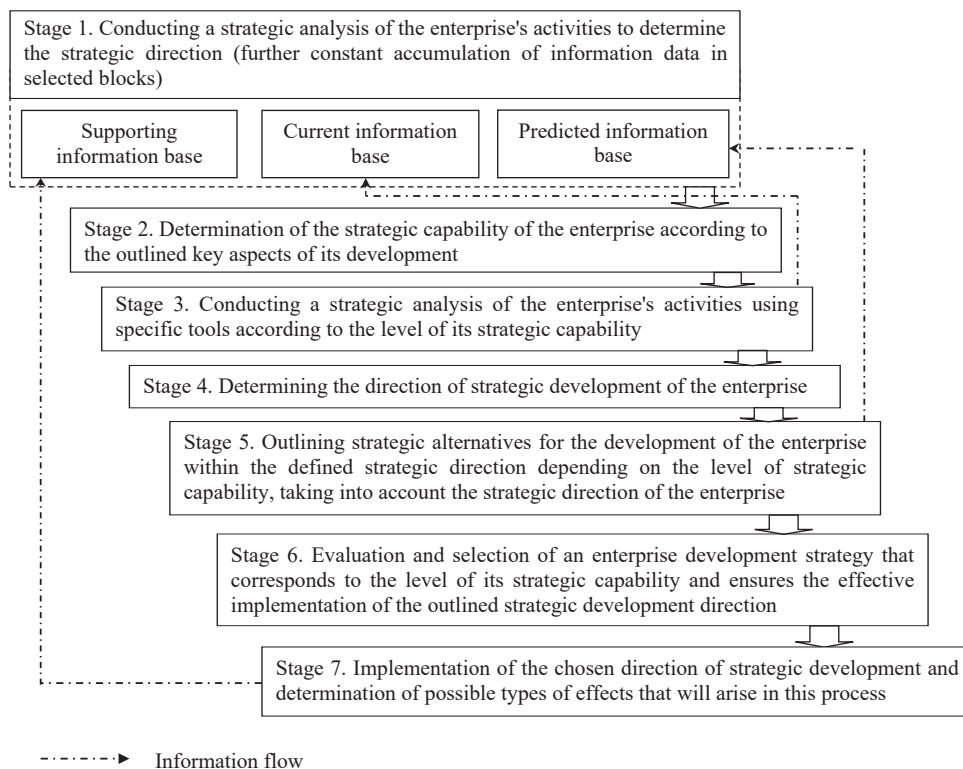 Stage 1. Conducting a strategic analysis of the enterprise's activities to determine
the strategic direction (further constant accumulation of information data in
selected blocks)
Supporting
information base
Current information
base
Predicted information
base
Stage 2. Determination of the strategic capability of the enterprise according to
the outlined key aspects of its development
Stage 3. Conducting a strategic analysis of the enterprise's activities using
specific tools according to the level of its strategic capability
Stage 4. Determining the direction of strategic development of the enterprise
Stage 5. Outlining strategic alternatives for the development of the enterprise
within the defined strategic direction depending on the level of strategic
capability, taking into account the strategic direction of the enterprise
Stage 6. Evaluation and selection of an enterprise development strategy that
corresponds to the level of its strategic capability and ensures the effective
implementation of the outlined strategic development direction
Stage 7. Implementation of the chosen direction of strategic development and
determination of possible types of effects that will arise in this process
Information flow